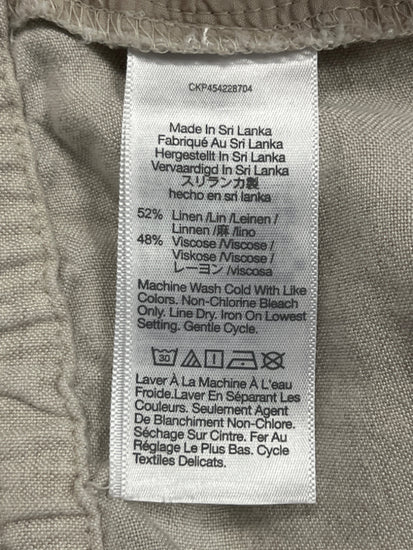 CKP454228704
Made In Sri Lanka
Fabriqué Au Sri Lanka
Hergestellt In Sri Lanka
Vervaardigd In Sri Lanka
スリランカ製
hecho en sri lanka
52% Linen /Lin /Leinen /
Linnen /麻 /lino
48% Viscose /Viscose /
Viskose /Viscose /
レーヨン /viscosa
Machine Wash Cold With Like
Colors. Non-Chlorine Bleach
Only. Line Dry. Iron On Lowest
Setting. Gentle Cycle.
30
Laver À La Machine À L'eau
Froide.Laver En Séparant Les
Couleurs. Seulement Agent
De Blanchiment Non-Chlorin.
Séchage Sur Cintre. Fer Au
Réglage Le Plus Bas. Cycle
Textiles Delicats.